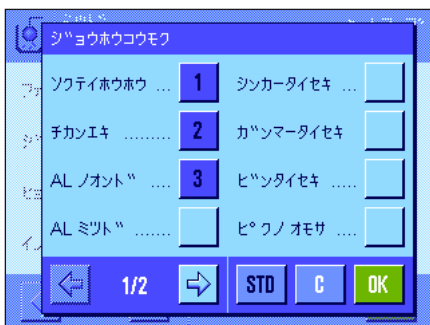 ジョウホウコウモク
ソクテイホウホウ ... 1 シンカータイセキ ...
チカンエキ ......... 2 ガンマータイセキ
AL ノオンド .... 3 ビンタイセキ .....
AL ミツド ....... ピクノ オモサ ....
1/2 STD C OK